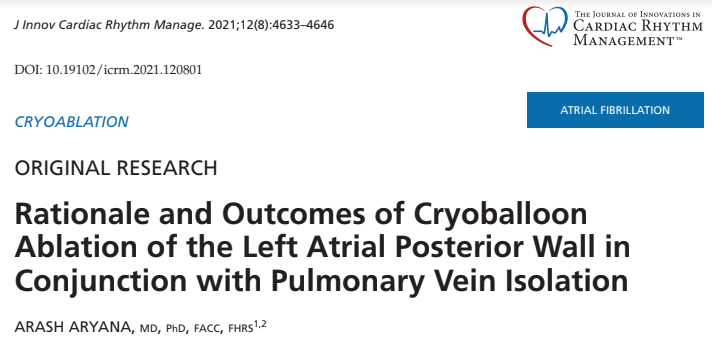 J Innov Cardiac Rhythm Manage. 2021;12(8):4633–4646
THE JOURNAL OF INNOVATIONS IN
CARDIAC RHYTHM
MANAGEMENT™
DOI: 10.19102/icrm.2021.120801
ATRIAL FIBRILLATION
CRYOABLATION
ORIGINAL RESEARCH
Rationale and Outcomes of Cryoballoon
Ablation of the Left Atrial Posterior Wall in
Conjunction with Pulmonary Vein Isolation
ARASH ARYANA, MD, PhD, FACC, FHRS1,2